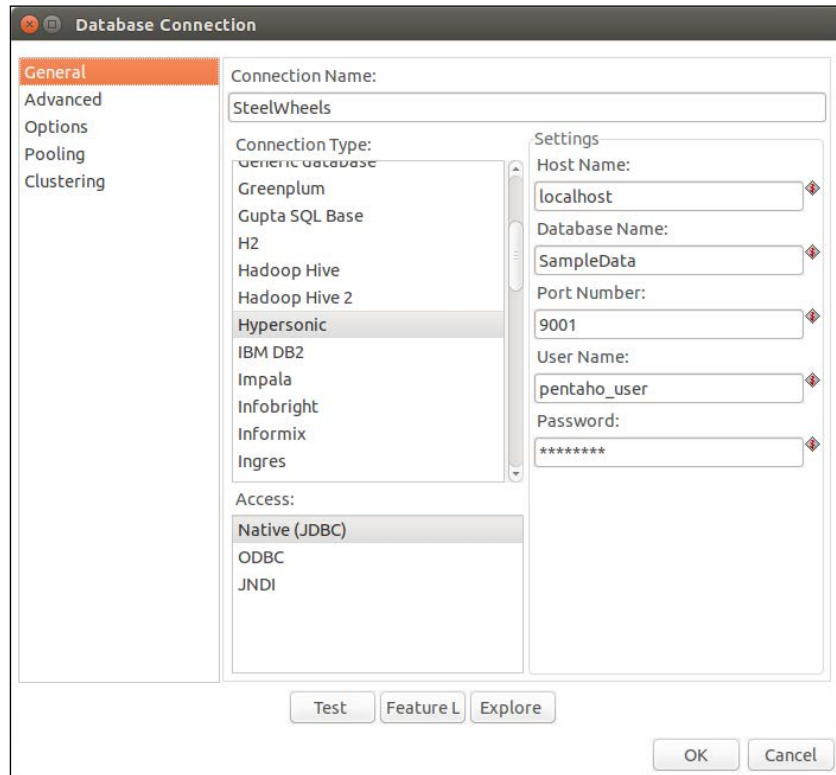 Database Connection
General
Advanced
Options
Pooling
Clustering
Connection Name:
SteelWheels
Connection Type:
Generic database
Greenplum
Gupta SQL Base
H2
Hadoop Hive
Hadoop Hive 2
Hypersonic
IBM DB2
Impala
Infobright
Informix
Ingres
Access:
Native (JDBC)
ODBC
JNDI
Settings
Host Name:
localhost
Database Name:
SampleData
Port Number:
9001
User Name:
pentaho_user
Password:
********
Test
Feature L
Explore
OK
Cancel